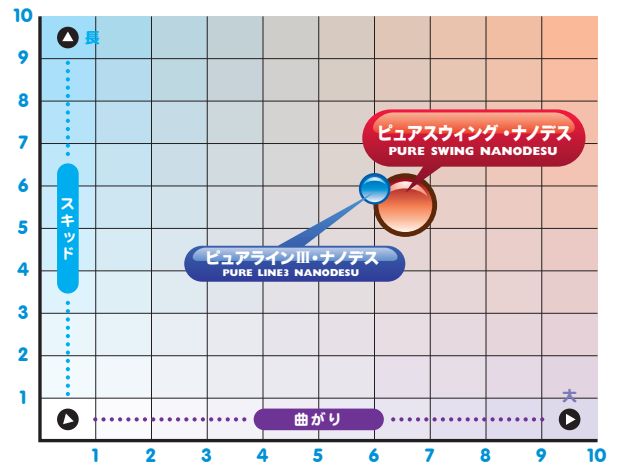 10
長
9
8
7
ピュアスウィング・ナノデス
PURE SWING NANODESU
6
スキッド
5
ピュアラインⅢ・ナノデス
PURE LINE3 NANODESU
4
3
2
1
大
曲がり
1 2 3 4 5 6 7 8 9 10